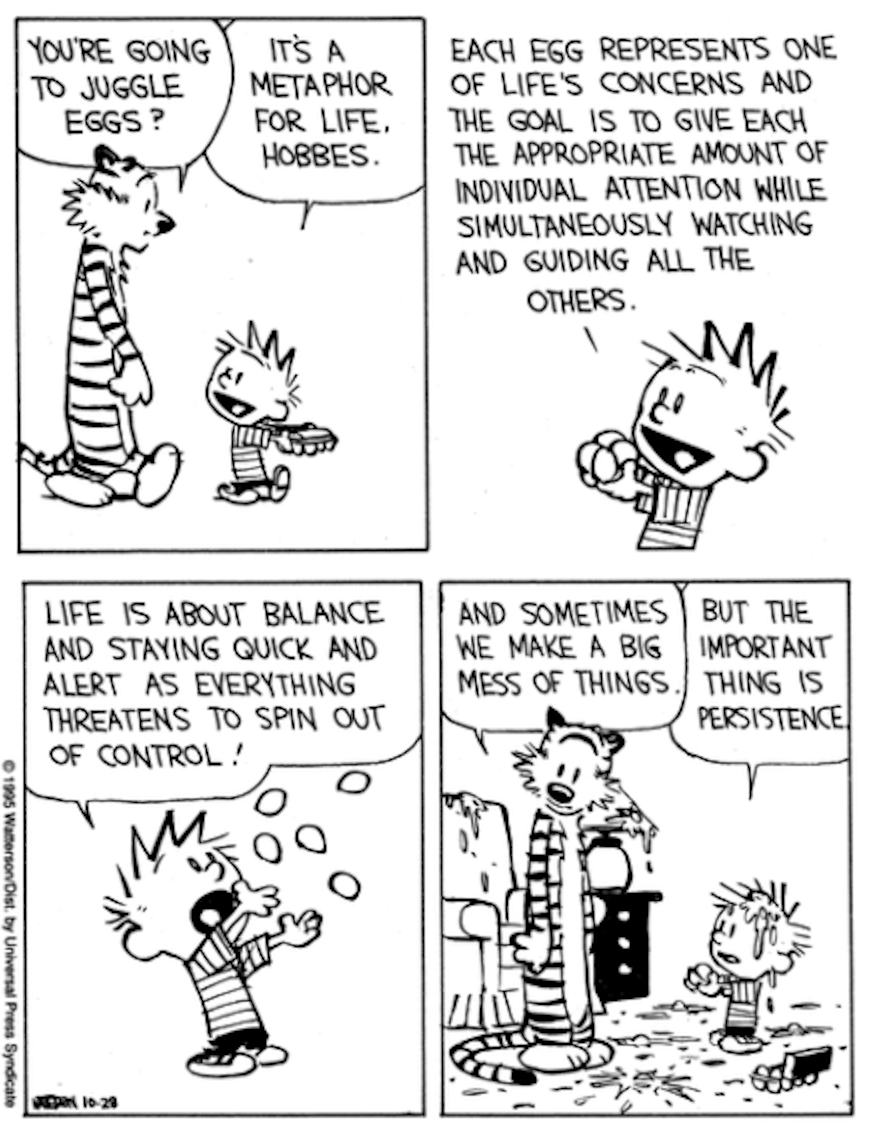 YOU'RE GOING
TO JUGGLE
EGGS?
IT'S A
METAPHOR
FOR LIFE,
HOBBES.
EACH EGG REPRESENTS ONE
OF LIFE'S CONCERNS AND
THE GOAL IS TO GIVE EACH
THE APPROPRIATE AMOUNT OF
INDIVIDUAL ATTENTION WHILE
SIMULTANEOUSLY WATCHING
AND GUIDING ALL THE
OTHERS.
LIFE IS ABOUT BALANCE
AND STAYING QUICK AND
ALERT AS EVERYTHING
THREATENS TO SPIN OUT
OF CONTROL!
AND SOMETIMES
WE MAKE A BIG
MESS OF THINGS.
BUT THE
IMPORTANT
THING IS
PERSISTENCE.
© 1995 Watterson/Dist. by Universal Press Syndicate
10-28